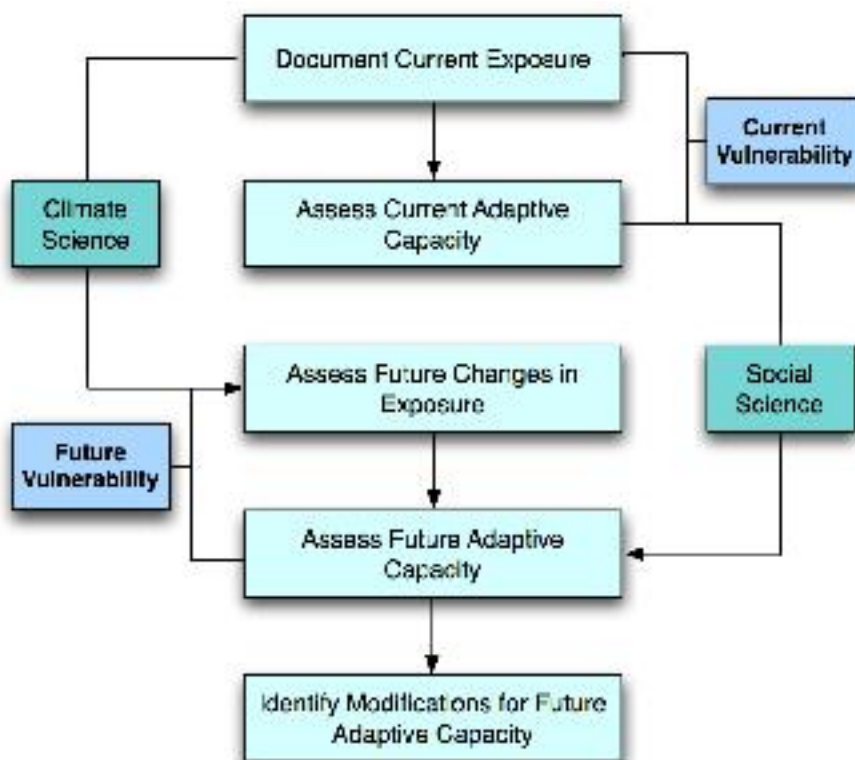 Document Current Exposure
Current
Vulnerability
Climate
Science
Assess Current Adaptive
Capacity
Assess Future Changes in
Exposure
Social
Science
Future
Vulnerability
Assess Future Adaptive
Capacity
Identify Modifications for Future
Adaptive Capacity